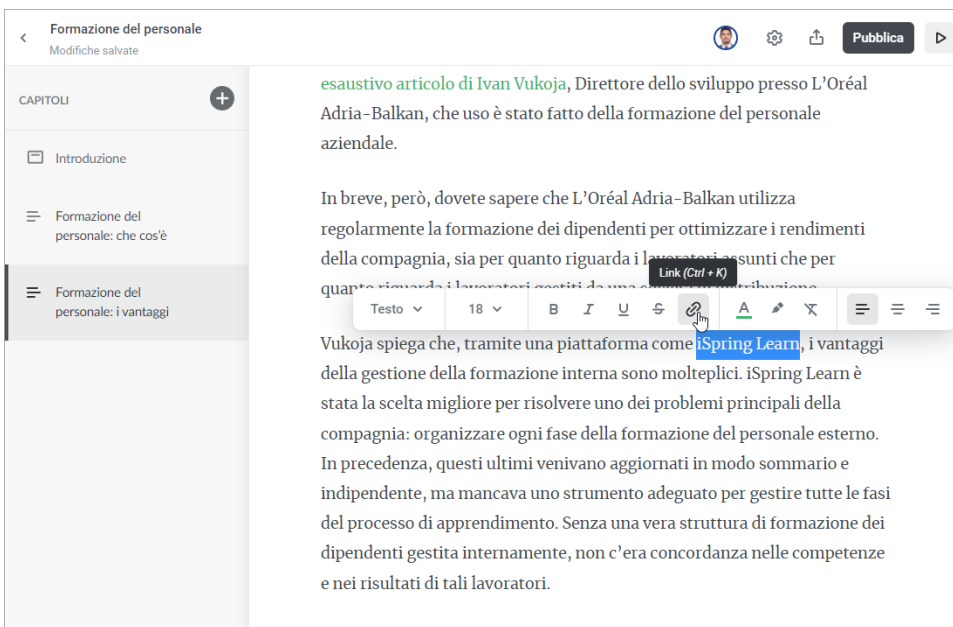 Formazione del personale
Modifiche salvate
Pubblica
CAPITOLI
Introduzione
Formazione del
personale: che cos'è
Formazione del
personale: i vantaggi
esaustivo articolo di Ivan Vukoja, Direttore dello sviluppo presso L'Oréal
Adria-Balkan, che uso è stato fatto della formazione del personale
aziendale.
In breve, però, dovete sapere che L'Oréal Adria-Balkan utilizza
regolarmente la formazione dei dipendenti per ottimizzare i rendimenti
della compagnia, sia per quanto riguarda i lavoratori assunti che per
Link (Ctrl + K)
quanto riguarda i lavoratori gestiti da una
Testo 18 B I U S A
Vukoja spiega che, tramite una piattaforma come iSpring Learn, i vantaggi
della gestione della formazione interna sono molteplici. iSpring Learn è
stata la scelta migliore per risolvere uno dei problemi principali della
compagnia: organizzare ogni fase della formazione del personale esterno.
In precedenza, questi ultimi venivano aggiornati in modo sommario e
indipendente, ma mancava uno strumento adeguato per gestire tutte le fasi
del processo di apprendimento. Senza una vera struttura di formazione dei
dipendenti gestita internamente, non c'era concordanza nelle competenze
e nei risultati di tali lavoratori.